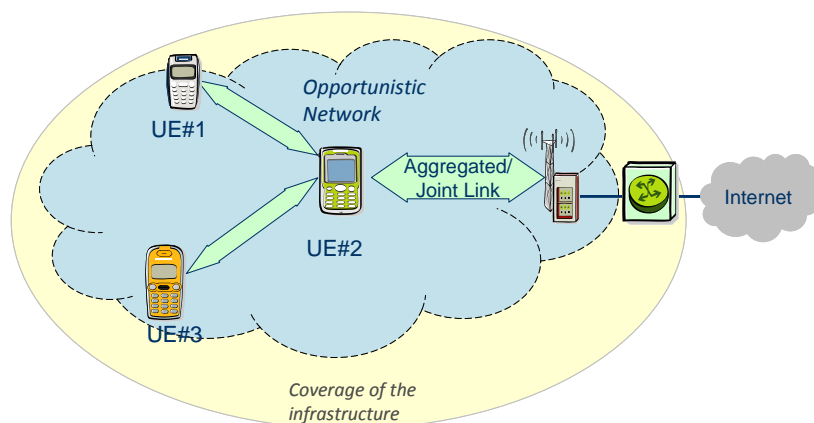 Opportunistic
Network
UE#1
Aggregated/
Joint Link
Internet
UE#2
UE#3
Coverage of the
infrastructure